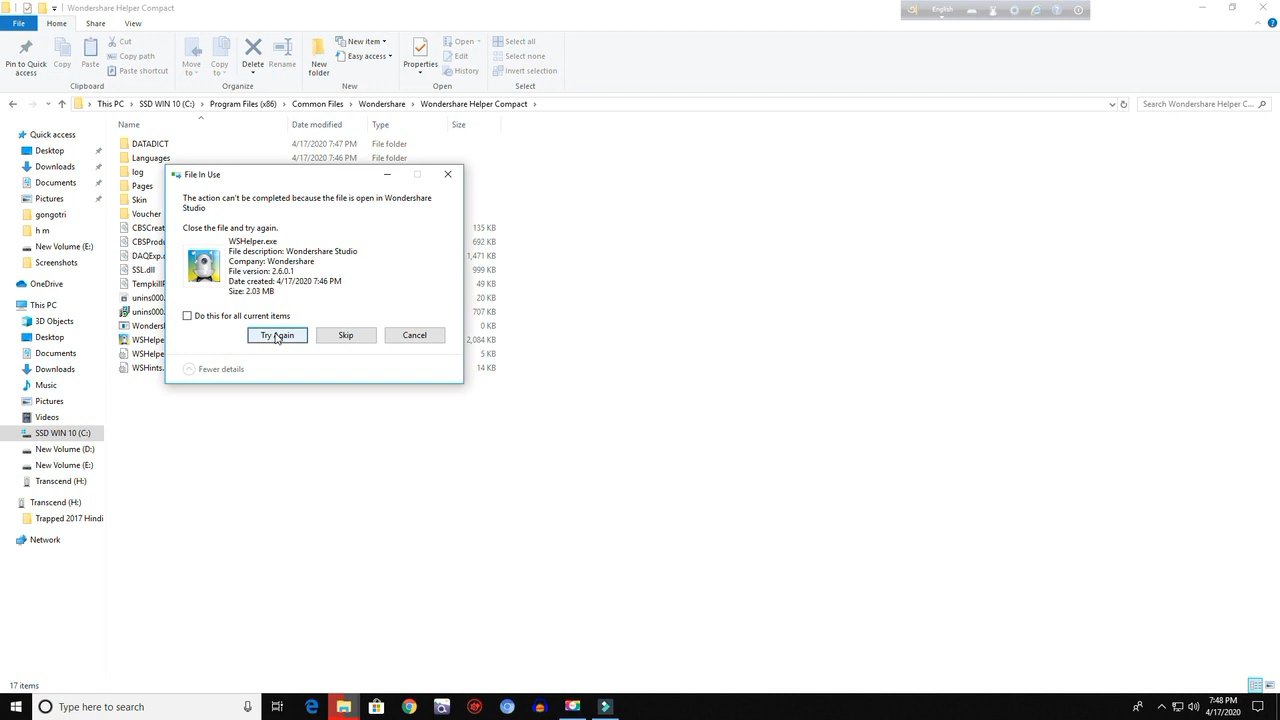 Wondershare Helper Compact
English
File
Home
Share
View
Pin to Quick access
Copy
Paste
Cut
Copy path
Paste shortcut
Move to
Copy to
Delete
Rename
New folder
New item
Easy access
Properties
Open
Edit
History
Select all
Select none
Invert selection
Clipboard
Organize
New
Open
Select
This PC > SSD WIN 10 (C:) > Program Files (x86) > Common Files > Wondershare > Wondershare Helper Compact >
Search Wondershare Helper C...
Name
Date modified
Type
Size
Quick access
Desktop
Downloads
Documents
Pictures
gongotri
h m
New Volume (E:)
Screenshots
OneDrive
This PC
3D Objects
Desktop
Documents
Downloads
Music
Pictures
Videos
SSD WIN 10 (C:)
New Volume (D:)
New Volume (E:)
Transcend (H:)
Transcend (H:)
Trapped 2017 Hindi
Network
DATADICT 4/17/2020 7:47 PM File folder
Languages 4/17/2020 7:46 PM File folder
log
Pages
Skin
Voucher
CBSCrea 135 KB
CBSProdu 692 KB
DAQExp.d 1,471 KB
SSL.dll 999 KB
TempkillP 49 KB
unins000. 20 KB
unins000. 707 KB
Wondersh 0 KB
WSHelper 2,084 KB
WSHelper 5 KB
WSHints. 14 KB
File In Use
The action can't be completed because the file is open in Wondershare
Studio
Close the file and try again.
WSHelper.exe
File description: Wondershare Studio
Company: Wondershare
File version: 2.6.0.1
Date created: 4/17/2020 7:46 PM
Size: 2.03 MB
Do this for all current items
Try Again
Skip
Cancel
Fewer details
17 items
Type here to search
7:48 PM
4/17/2020